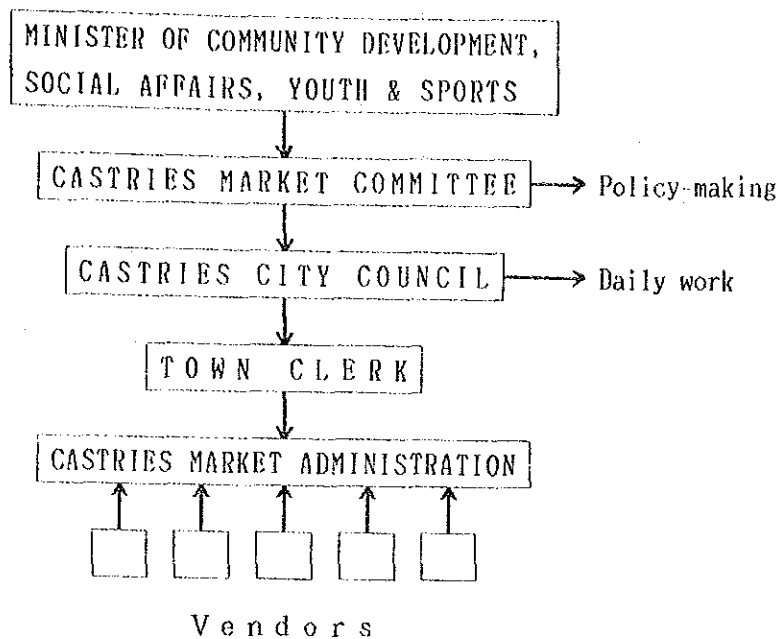 MINISTER OF COMMUNITY DEVELOPMENT,
SOCIAL AFFAIRS, YOUTH & SPORTS
CASTRIES MARKET COMMITTEE
Policy-making
CASTRIES CITY COUNCIL
Daily work
TOWN CLERK
CASTRIES MARKET ADMINISTRATION
Vendors